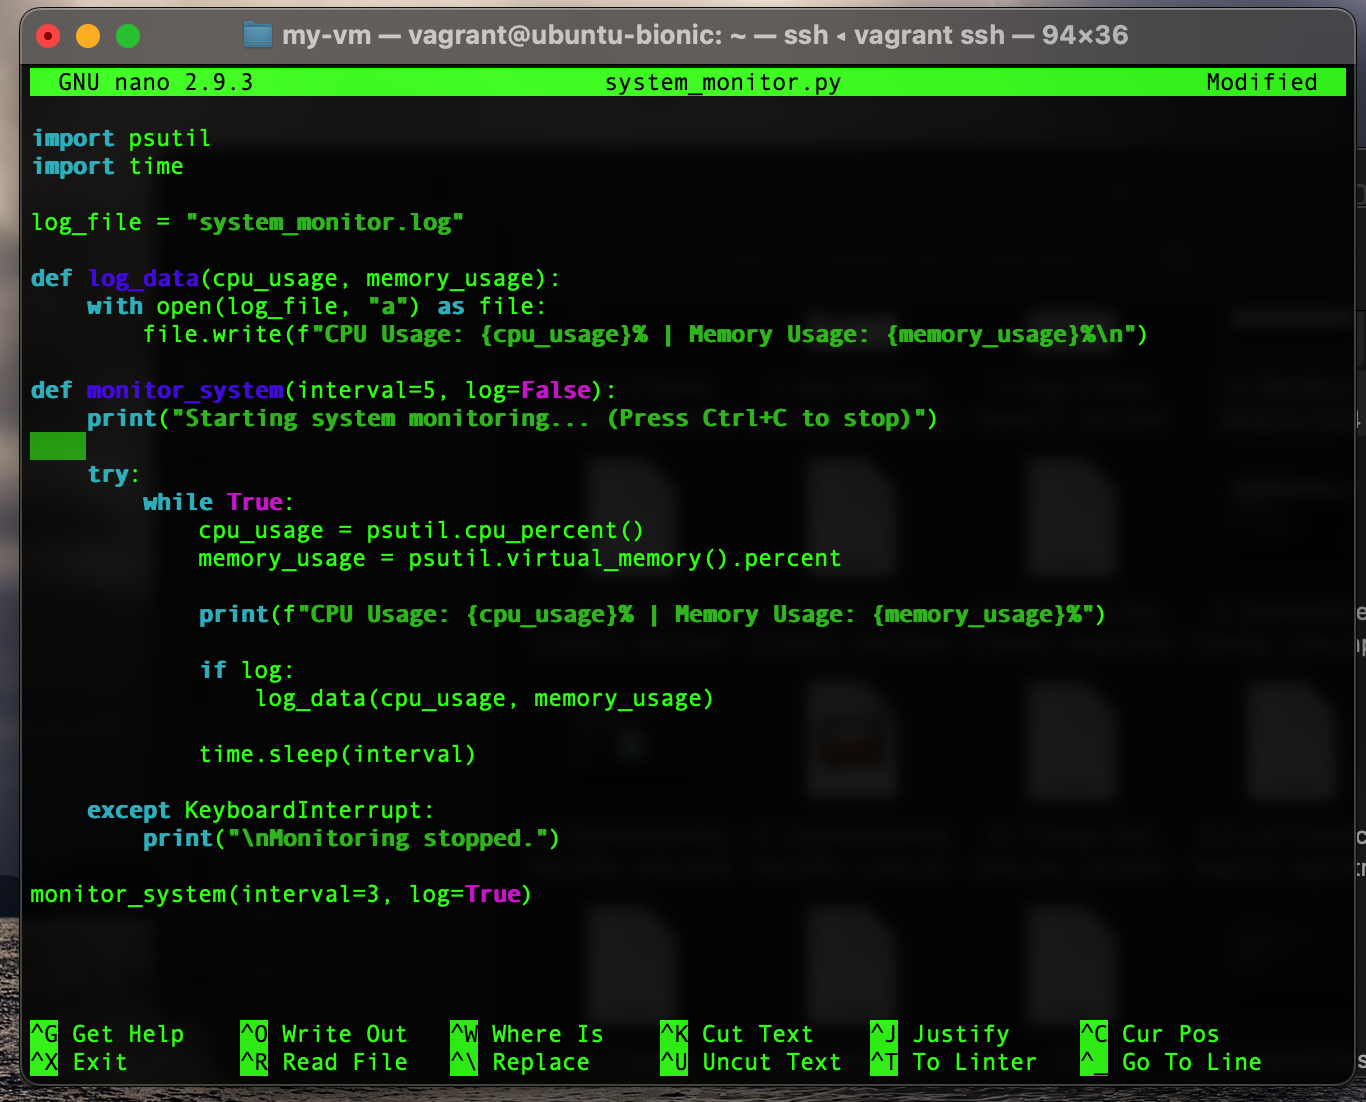 my-vm — vagrant@ubuntu-bionic: ~ — ssh ◂ vagrant ssh — 94×36
GNU nano 2.9.3 system_monitor.py Modified
import psutil
import time
log_file = "system_monitor.log"
def log_data(cpu_usage, memory_usage):
    with open(log_file, "a") as file:
        file.write(f"CPU Usage: {cpu_usage}% | Memory Usage: {memory_usage}%\n")
def monitor_system(interval=5, log=False):
    print("Starting system monitoring... (Press Ctrl+C to stop)")
    try:
        while True:
            cpu_usage = psutil.cpu_percent()
            memory_usage = psutil.virtual_memory().percent
            print(f"CPU Usage: {cpu_usage}% | Memory Usage: {memory_usage}%")
            if log:
                log_data(cpu_usage, memory_usage)
            time.sleep(interval)
    except KeyboardInterrupt:
        print("\nMonitoring stopped.")
monitor_system(interval=3, log=True)
^G Get Help ^O Write Out ^W Where Is ^K Cut Text ^J Justify ^C Cur Pos
^X Exit ^R Read File ^\ Replace ^U Uncut Text ^T To Linter ^_ Go To Line